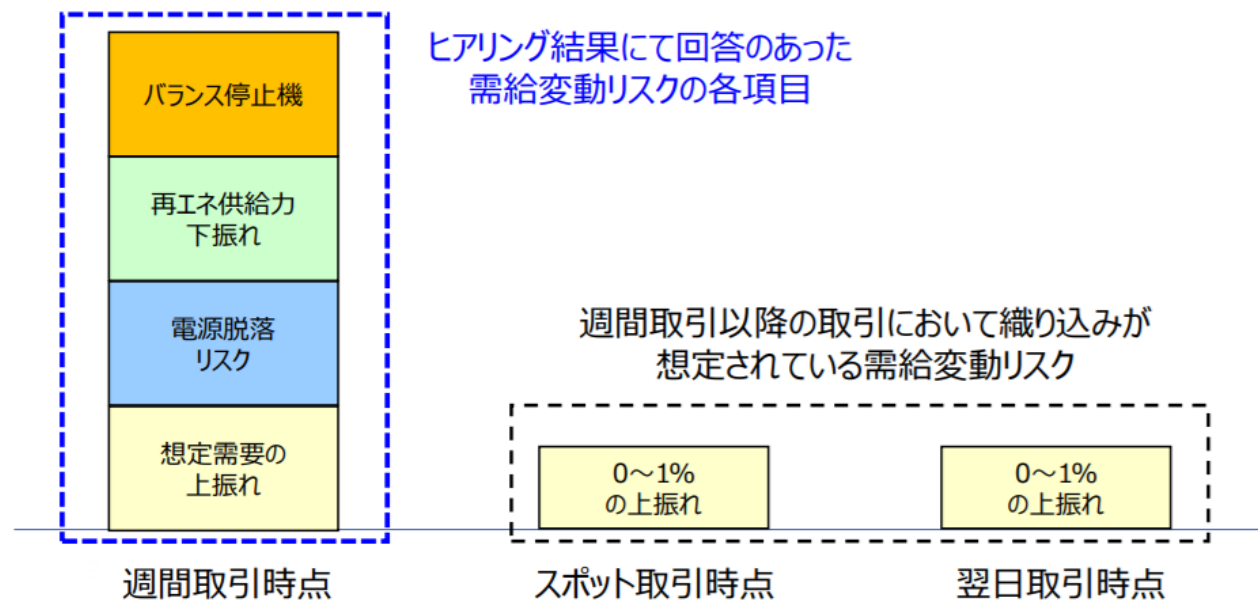 ヒアリング結果にて回答のあった
需給変動リスクの各項目
バランス停止機
再エネ供給力
下振れ
電源脱落
リスク
想定需要の
上振れ
週間取引以降の取引において織り込みが
想定されている需給変動リスク
0～1%
の上振れ
0～1%
の上振れ
週間取引時点
スポット取引時点
翌日取引時点